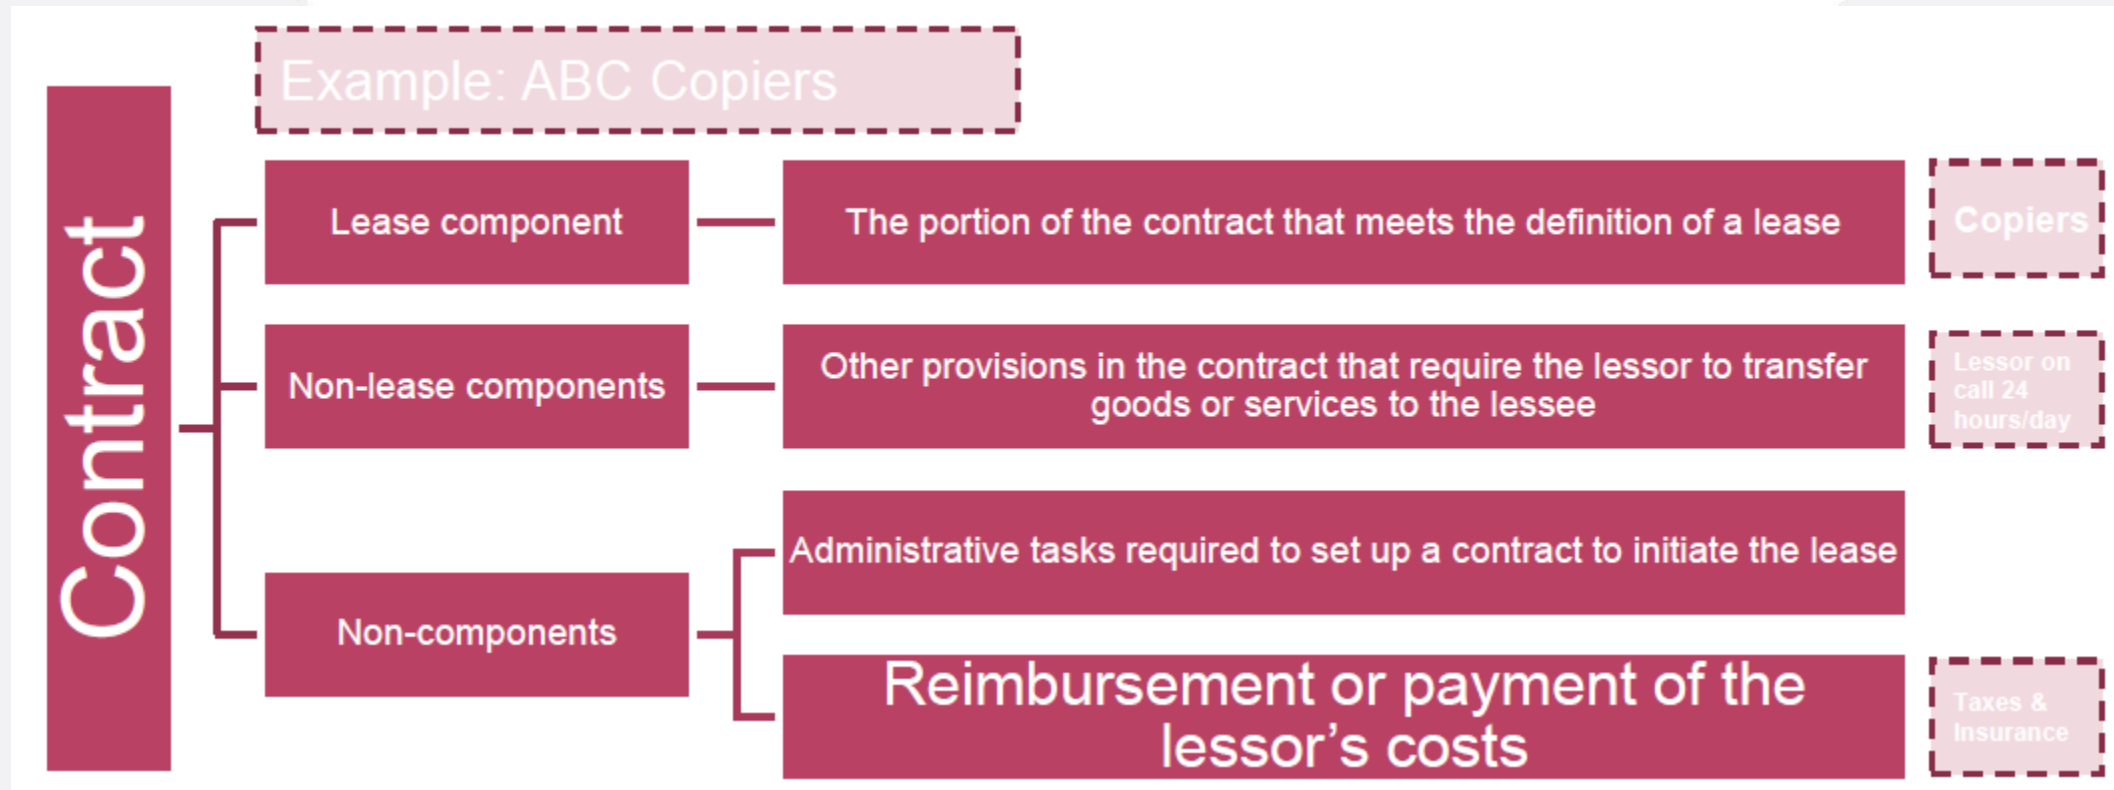 Example: ABC Copiers
Contract
Lease component
The portion of the contract that meets the definition of a lease
Copiers
Non-lease components
Other provisions in the contract that require the lessor to transfer
goods or services to the lessee
Lessor on
call 24
hours/day
Non-components
Administrative tasks required to set up a contract to initiate the lease
Reimbursement or payment of the
lessor’s costs
Taxes &
Insurance